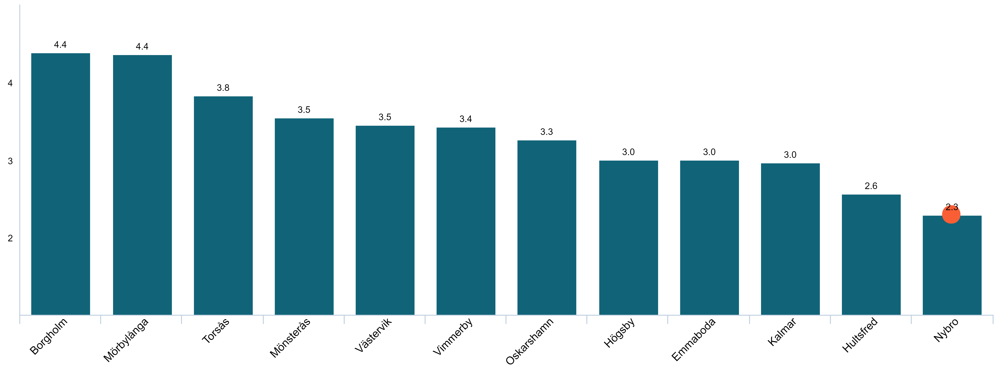 4.4
4.4
3.8
3.5
3.5
3.4
3.3
3.0
3.0
3.0
2.6
2.3
4
3
2
Borgholm
Mörbylånga
Torsås
Mönsterås
Västervik
Vimmerby
Oskarshamn
Högsby
Emmaboda
Kalmar
Hultsfred
Nybro